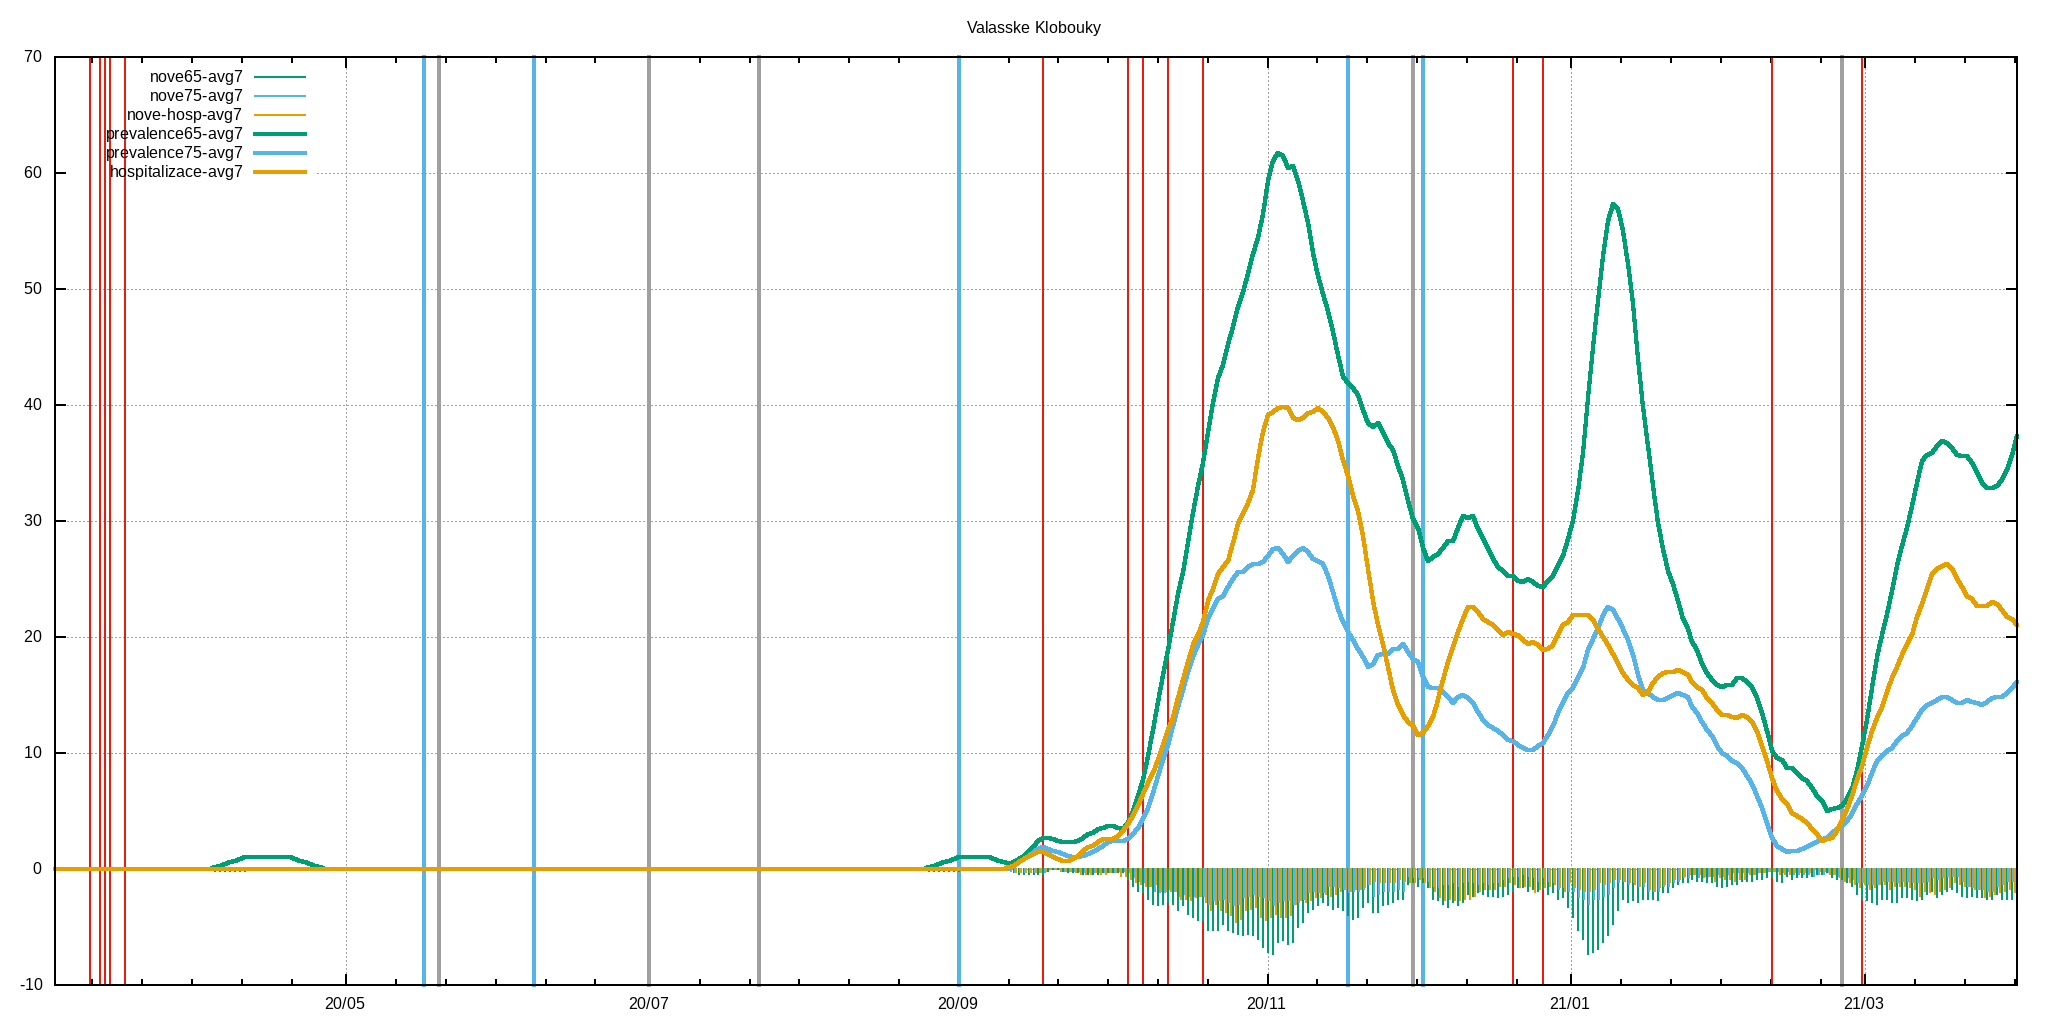 Valasske Klobouky
70
60
50
40
30
20
10
0
-10
nove65-avg7
nove75-avg7
nove-hosp-avg7
prevalence65-avg7
prevalence75-avg7
hospitalizace-avg7
20/05 20/07 20/09 20/11 21/01 21/03